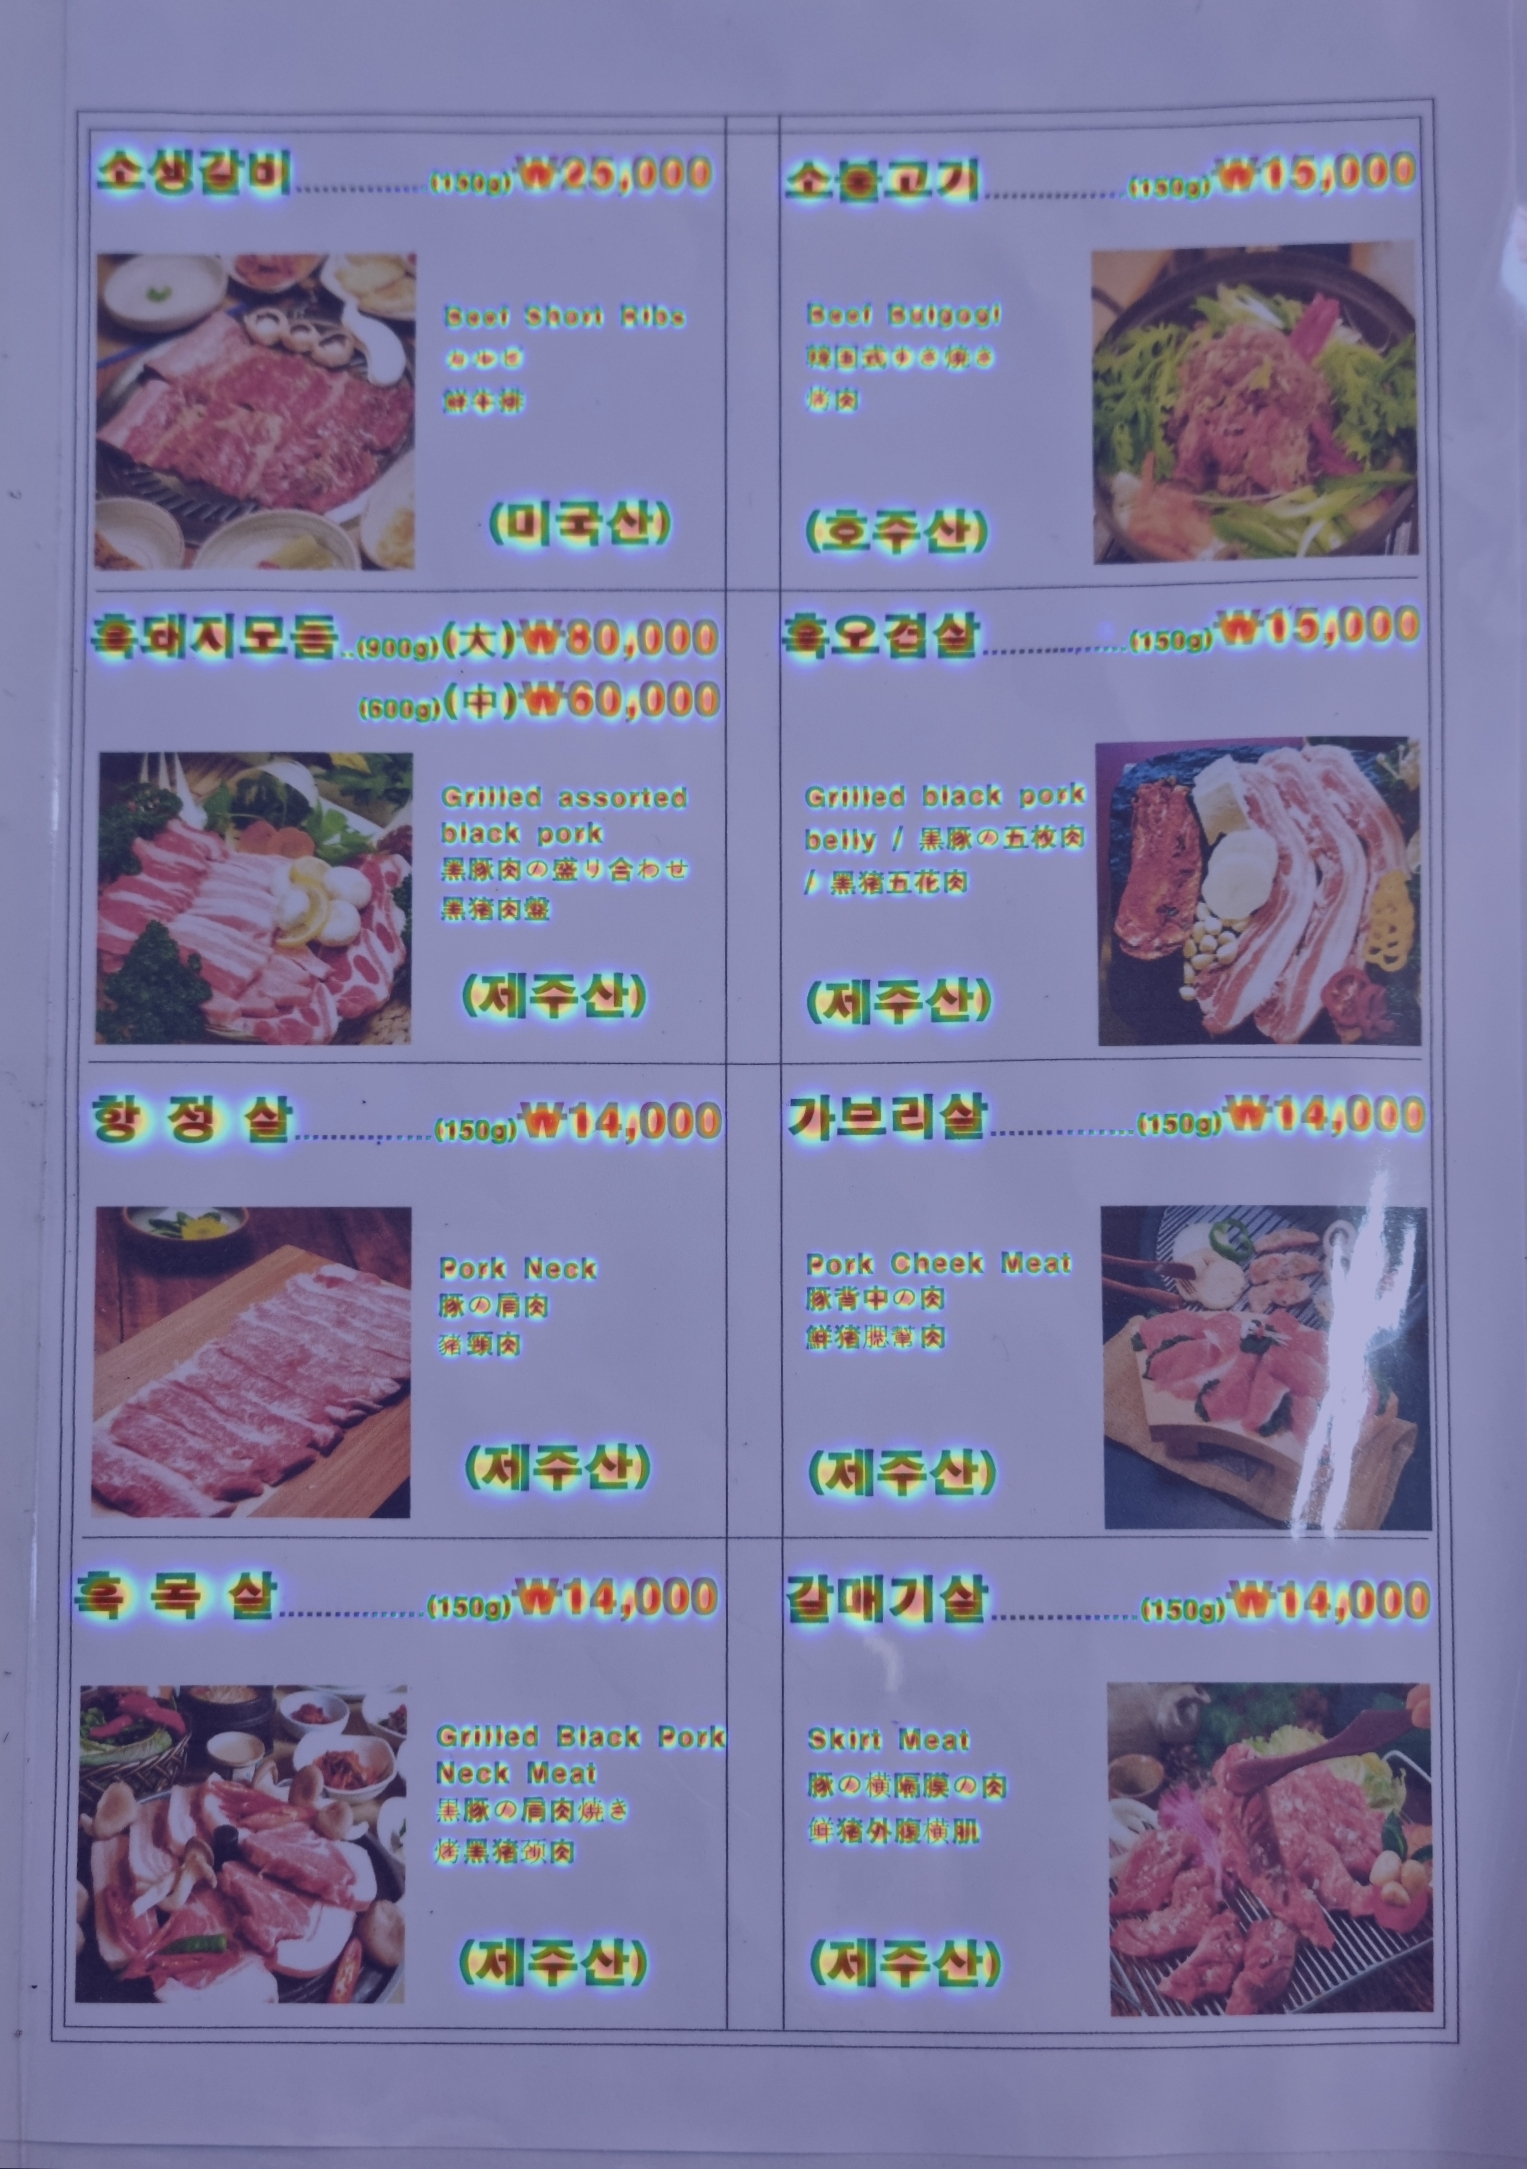 소생갈비..............(150g)₩25,000
Beef Short Ribs
カルビ
鮮牛排
(미국산)
소불고기...............(150g)₩15,000
Beef Bulgogi
韓国式すき焼き
烤肉
(호주산)
흑돼지모듬..(900g)(大)₩80,000
(600g)(中)₩60,000
Grilled assorted
black pork
黒豚肉の盛り合わせ
黑猪肉盤
(제주산)
흑오겹살...............(150g)₩15,000
Grilled black pork
belly / 黒豚の五枚肉
/ 黑猪五花肉
(제주산)
항 정 살..............(150g)₩14,000
Pork Neck
豚の肩肉
豬頸肉
(제주산)
가브리살...............(150g)₩14,000
Pork Cheek Meat
豚背中の肉
鮮猪腮幫肉
(제주산)
흑 목 살...............(150g)₩14,000
Grilled Black Pork
Neck Meat
黒豚の肩肉焼き
烤黑猪颈肉
(제주산)
갈매기살...............(150g)₩14,000
Skirt Meat
豚の横隔膜の肉
鲜猪外腹横肌
(제주산)